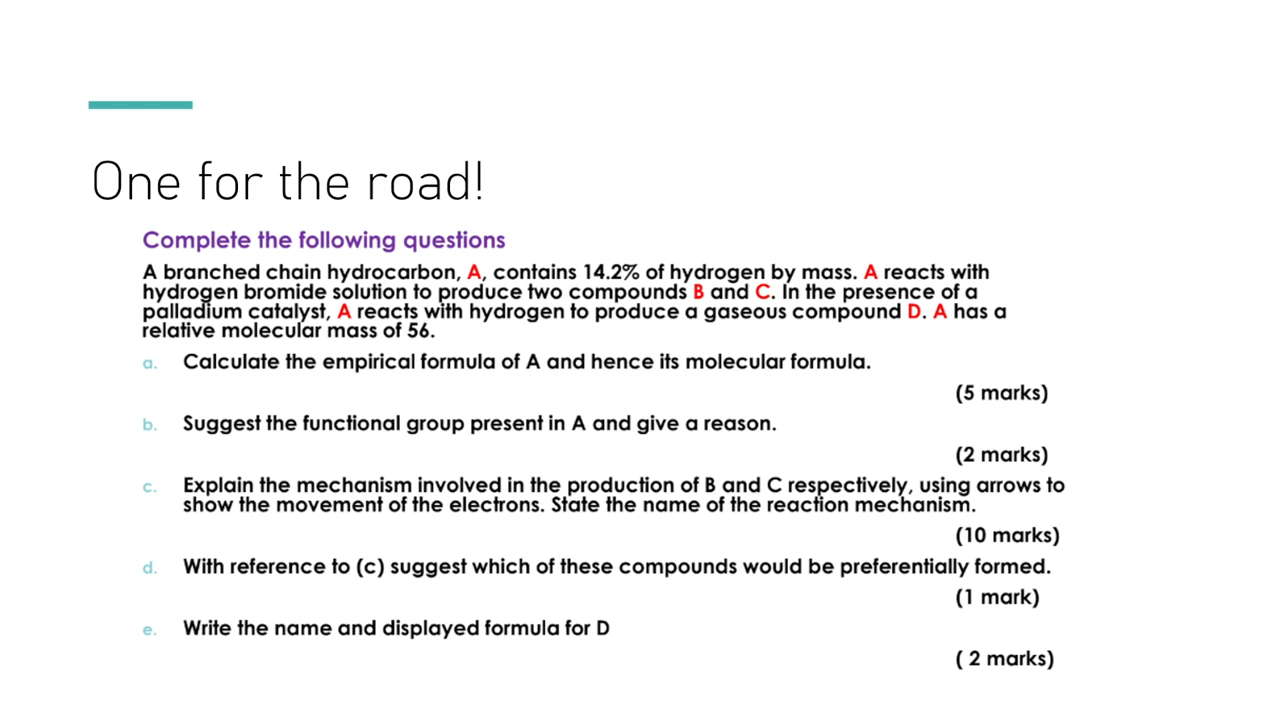 One for the road!
Complete the following questions
A branched chain hydrocarbon, A, contains 14.2% of hydrogen by mass. A reacts with
hydrogen bromide solution to produce two compounds B and C. In the presence of a
palladium catalyst, A reacts with hydrogen to produce a gaseous compound D. A has a
relative molecular mass of 56.
a. Calculate the empirical formula of A and hence its molecular formula.
(5 marks)
b. Suggest the functional group present in A and give a reason.
(2 marks)
c. Explain the mechanism involved in the production of B and C respectively, using arrows to
show the movement of the electrons. State the name of the reaction mechanism.
(10 marks)
d. With reference to (c) suggest which of these compounds would be preferentially formed.
(1 mark)
e. Write the name and displayed formula for D
( 2 marks)